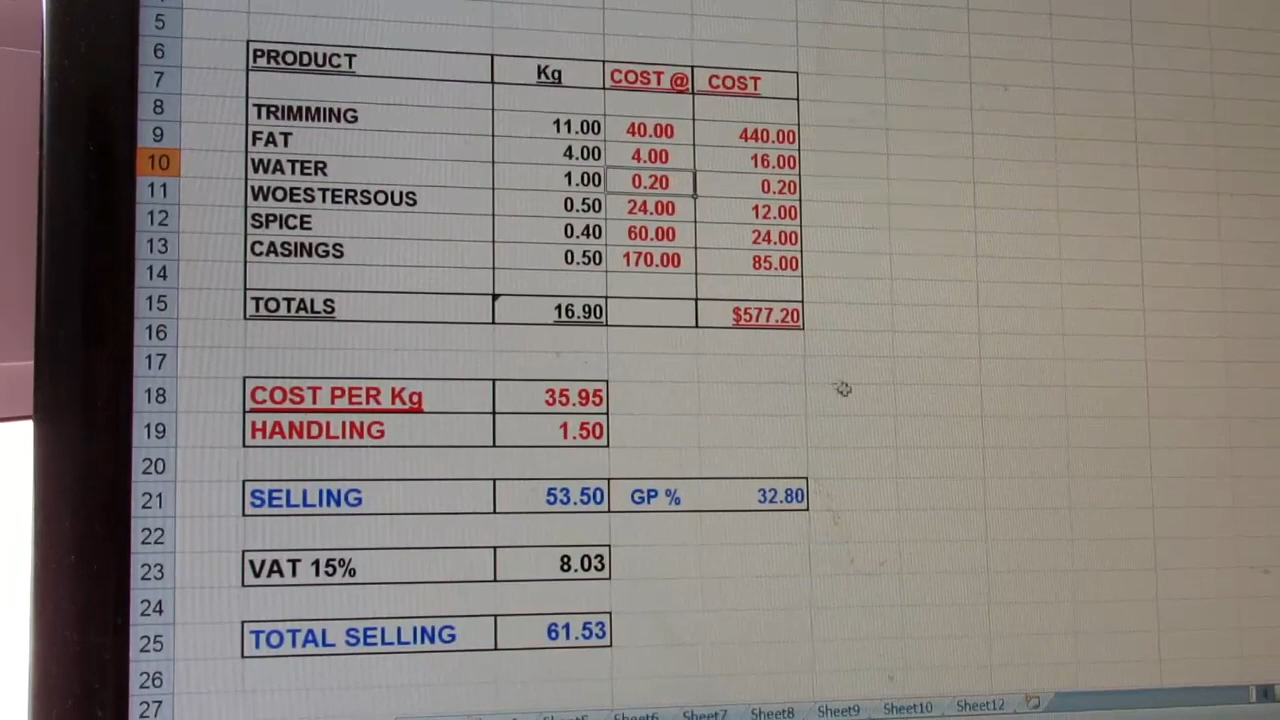 5
6 PRODUCT Kg COST @ COST
7
8 TRIMMING 11.00 40.00 440.00
9 FAT 4.00 4.00 16.00
10 WATER 1.00 0.20 0.20
11 WOESTERSOUS 0.50 24.00 12.00
12 SPICE 0.40 60.00 24.00
13 CASINGS 0.50 170.00 85.00
14
15 TOTALS 16.90 $577.20
16
17
18 COST PER Kg 35.95
19 HANDLING 1.50
20
21 SELLING 53.50 GP % 32.80
22
23 VAT 15% 8.03
24
25 TOTAL SELLING 61.53
26
27
Sheet6 Sheet7 Sheet8 Sheet9 Sheet10 Sheet12